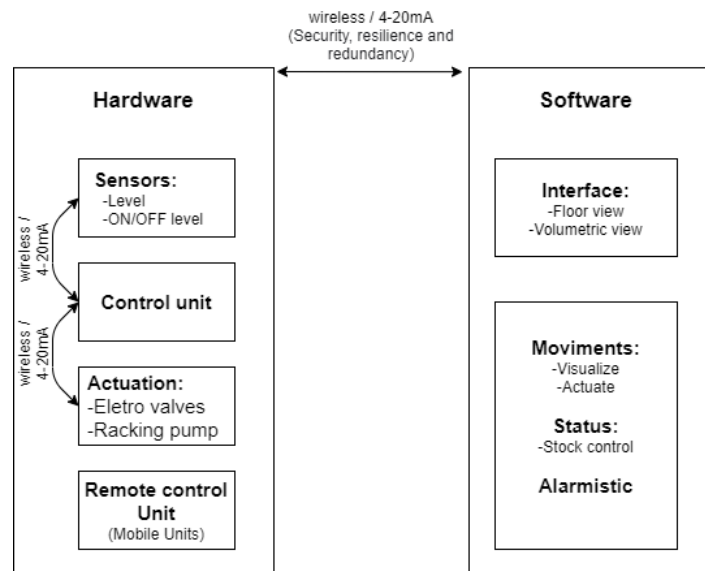 wireless / 4-20mA
(Security, resilience and
redundancy)
Hardware
Sensors:
-Level
-ON/OFF level
wireless /
4-20mA
Control unit
wireless /
4-20mA
Actuation:
-Eletro valves
-Racking pump
Remote control
Unit
(Mobile Units)
Software
Interface:
-Floor view
-Volumetric view
Moviments:
-Visualize
-Actuate
Status:
-Stock control
Alarmistic